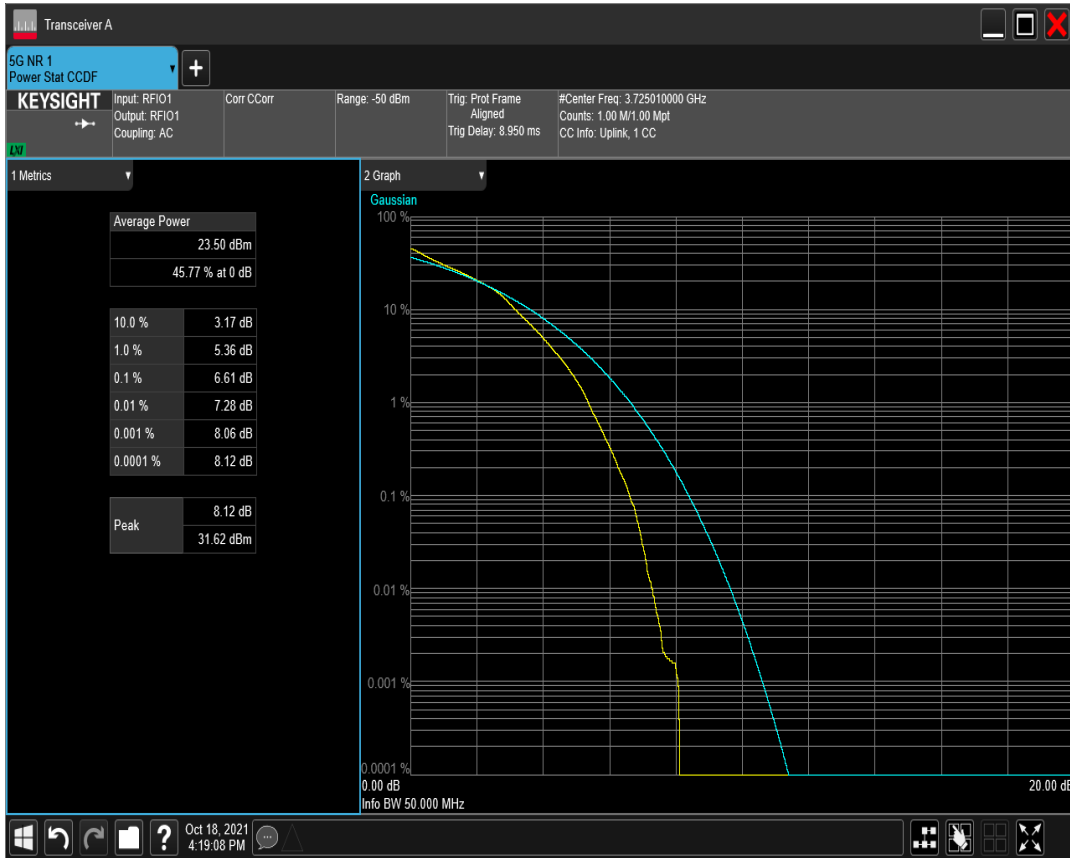 Transceiver A
5G NR 1
Power Stat CCDF
KEYSIGHT
LXI
Input: RFIO1
Output: RFIO1
Coupling: AC
Corr CCorr
Range: -50 dBm
Trig: Prot Frame
Aligned
Trig Delay: 8.950 ms
#Center Freq: 3.725010000 GHz
Counts: 1.00 M/1.00 Mpt
CC Info: Uplink, 1 CC
1 Metrics
Average Power
23.50 dBm
45.77 % at 0 dB
10.0 % 3.17 dB
1.0 % 5.36 dB
0.1 % 6.61 dB
0.01 % 7.28 dB
0.001 % 8.06 dB
0.0001 % 8.12 dB
Peak
8.12 dB
31.62 dBm
2 Graph
Gaussian
100 %
10 %
1 %
0.1 %
0.01 %
0.001 %
0.0001 %
0.00 dB
20.00 dB
Info BW 50.000 MHz
?
Oct 18, 2021
4:19:08 PM